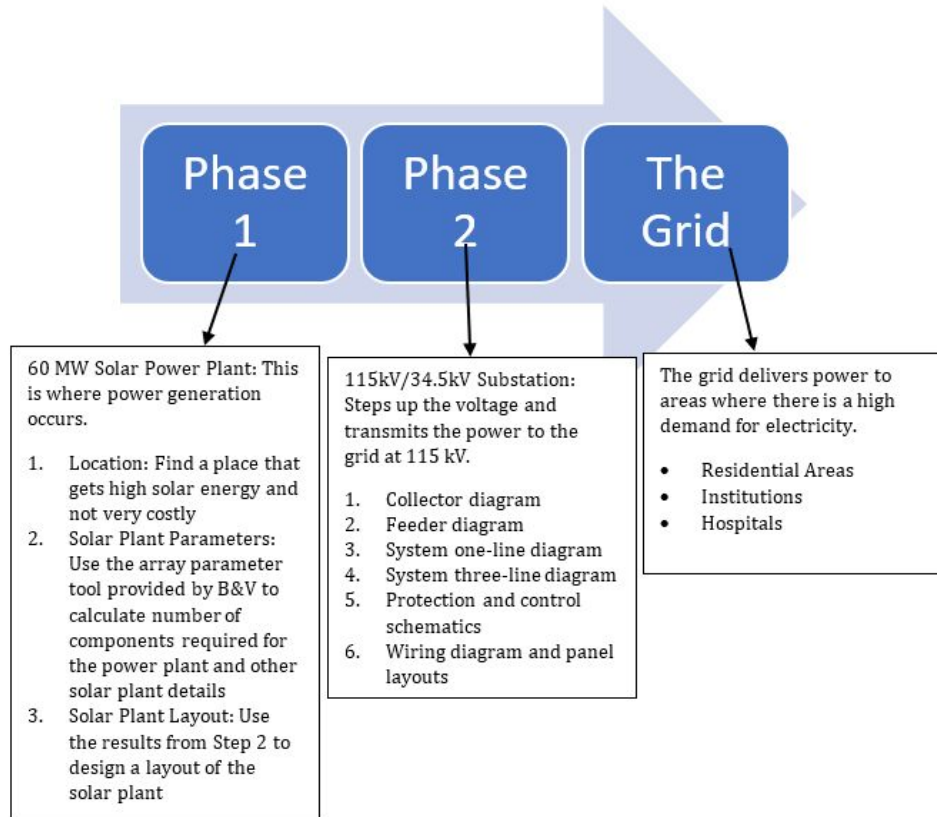 Phase
1
Phase
2
The
Grid
60 MW Solar Power Plant: This
is where power generation
occurs.
1. Location: Find a place that
gets high solar energy and
not very costly
2. Solar Plant Parameters:
Use the array parameter
tool provided by B&V to
calculate number of
components required for
the power plant and other
solar plant details
3. Solar Plant Layout: Use
the results from Step 2 to
design a layout of the
solar plant
115kV/34.5kV Substation:
Steps up the voltage and
transmits the power to the
grid at 115 kV.
1. Collector diagram
2. Feeder diagram
3. System one-line diagram
4. System three-line diagram
5. Protection and control
schematics
6. Wiring diagram and panel
layouts
The grid delivers power to
areas where there is a high
demand for electricity.
• Residential Areas
• Institutions
• Hospitals